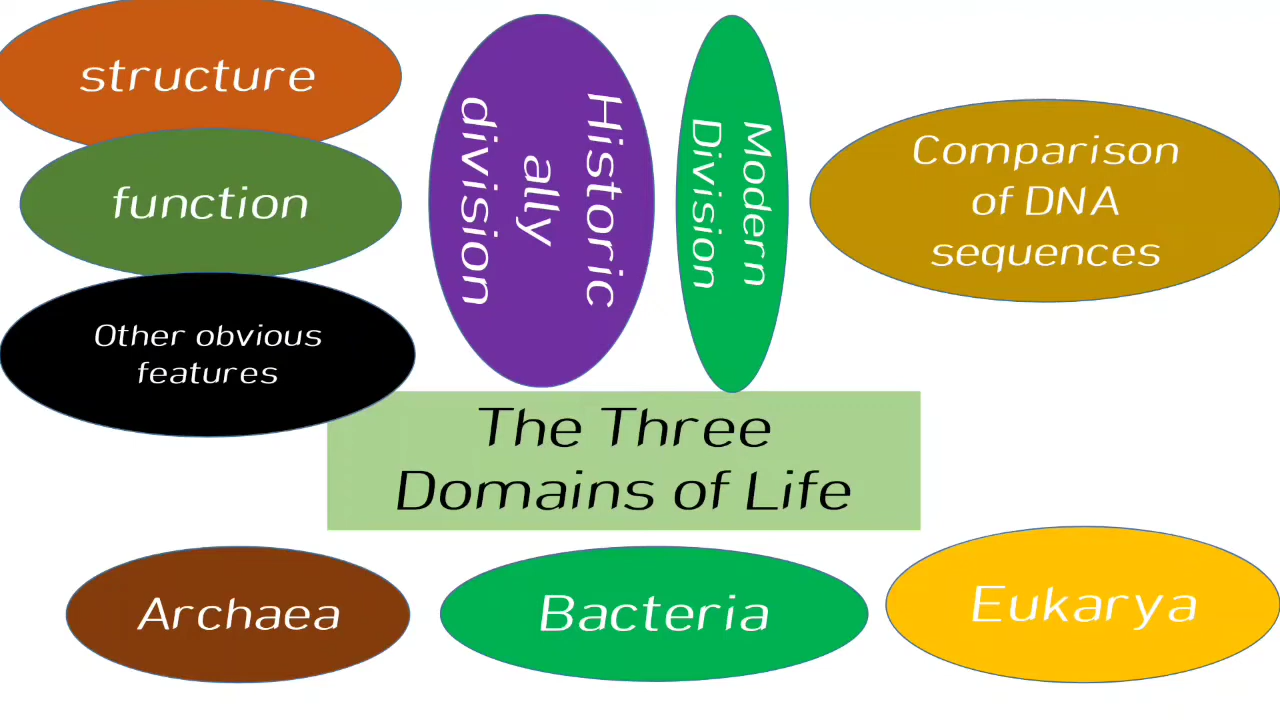 structure
function
Other obvious
features
Historic
ally
division
Modern
Division
Comparison
of DNA
sequences
The Three
Domains of Life
Archaea
Bacteria
Eukarya